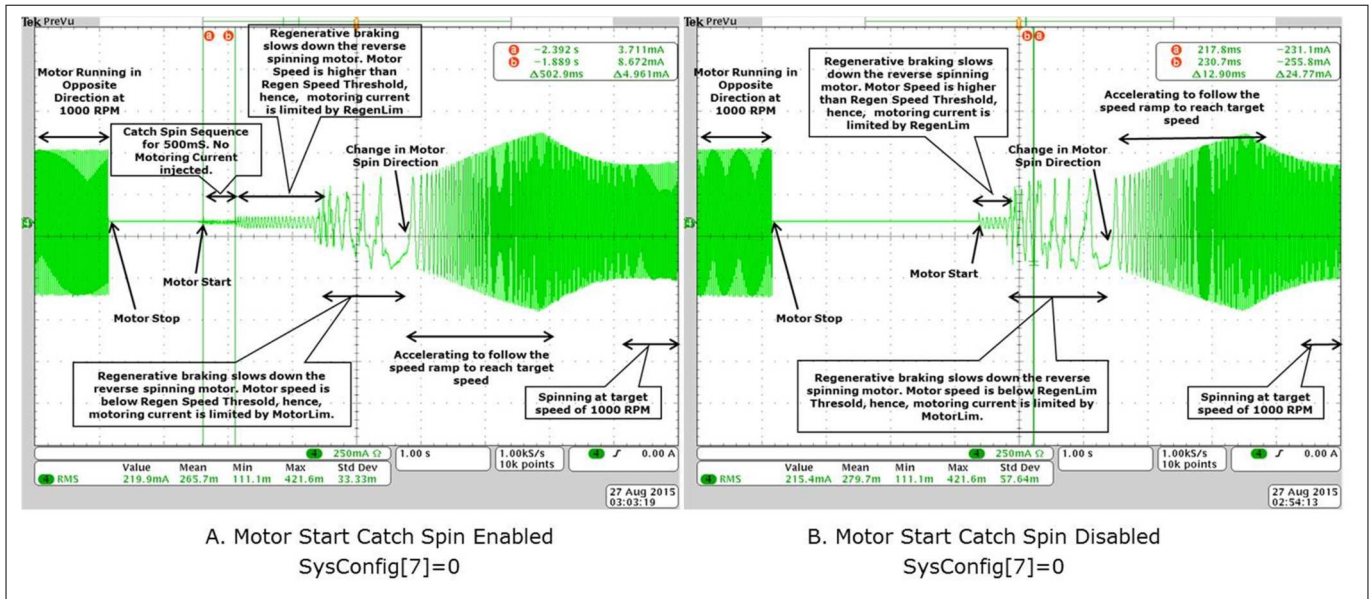 Tek PreVu
a
b
a -2.392 s 3.711mA
b -1.889 s 8.672mA
Δ502.9ms Δ4.961mA
Motor Running in
Opposite
Direction at
1000 RPM
Regenerative braking
slows down the reverse
spinning motor. Motor
Speed is higher than
Regen Speed Threshold,
hence,  motoring current
is limited by RegenLim
Catch Spin Sequence
for 500mS. No
Motoring Current
injected.
Change in Motor
Spin Direction
Motor Start
Motor Stop
Regenerative braking slows down the
reverse spinning motor. Motor speed is
below Regen Speed Thresold, hence,
motoring current is limited by MotorLim.
Accelerating to follow the
speed ramp to reach target
speed
Spinning at target
speed of 1000 RPM
4 250mA Ω
1.00 s
1.00kS/s
10k points
4 0.00 A
Value Mean Min Max Std Dev
4 RMS 219.9mA 265.7m 111.1m 421.6m 33.33m
27 Aug 2015
03:03:19
A. Motor Start Catch Spin Enabled
SysConfig[7]=0
Tek PreVu
b
a
a 217.8ms -231.1mA
b 230.7ms -255.8mA
Δ12.90ms Δ24.77mA
Motor Running in
Opposite
Direction at
1000 RPM
Regenerative braking slows
down the reverse spinning
motor. Motor Speed is higher
than Regen Speed Threshold,
hence,  motoring current is
limited by RegenLim
Accelerating to follow the
speed ramp to reach target
speed
Change in Motor
Spin Direction
Motor Start
Motor Stop
Regenerative braking slows down the reverse
spinning motor. Motor speed is below RegenLim
Thresold, hence, motoring current is limited by
MotorLim.
Spinning at target
speed of 1000 RPM
4 250mA Ω
1.00 s
1.00kS/s
10k points
4 0.00 A
Value Mean Min Max Std Dev
4 RMS 215.4mA 279.7m 111.1m 421.6m 57.64m
27 Aug 2015
02:54:13
B. Motor Start Catch Spin Disabled
SysConfig[7]=0